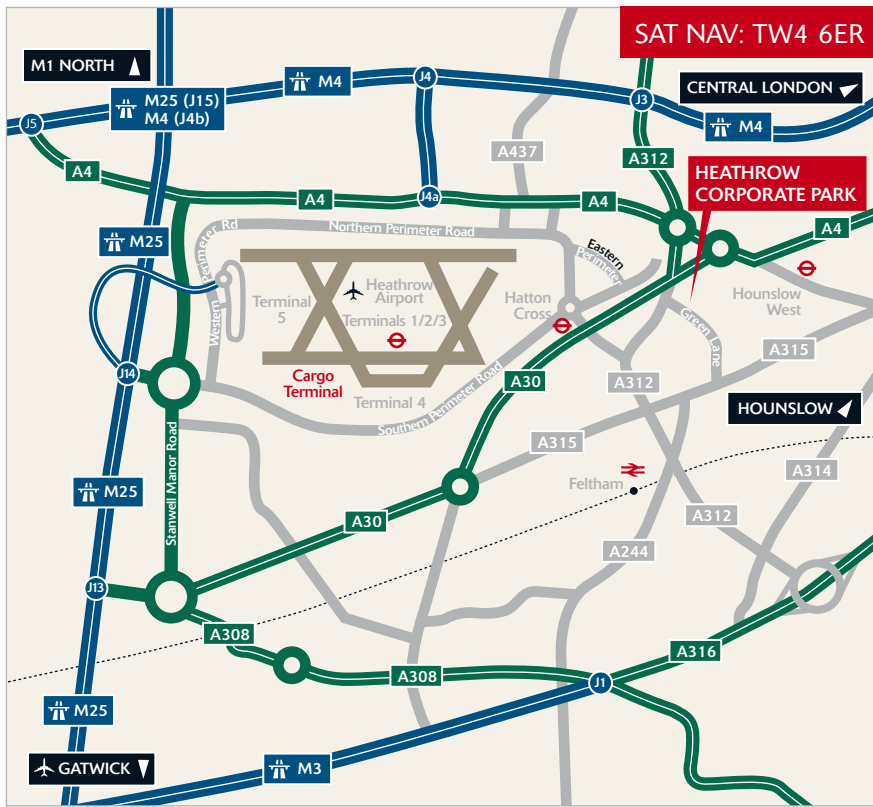 SAT NAV: TW4 6ER
M1 NORTH
J4
M4
CENTRAL LONDON
M25 (J15)
M4 (J4b)
J3
J5
M4
A437
A312
A4
HEATHROW
CORPORATE PARK
A4
J4a
A4
A4
Northern Perimeter Road
Western Perimeter Rd
M25
Eastern
Perimeter
Heathrow
Airport
Terminal
5
Hatton
Cross
Hounslow
West
Terminals 1/2/3
Green Lane
A315
J14
Cargo
Terminal
A30
A312
Terminal 4
HOUNSLOW
Southern Perimeter Road
A315
Stanwell Manor Road
A314
Feltham
M25
A30
A312
A244
J13
A308
A316
A308
J1
M25
GATWICK
M3